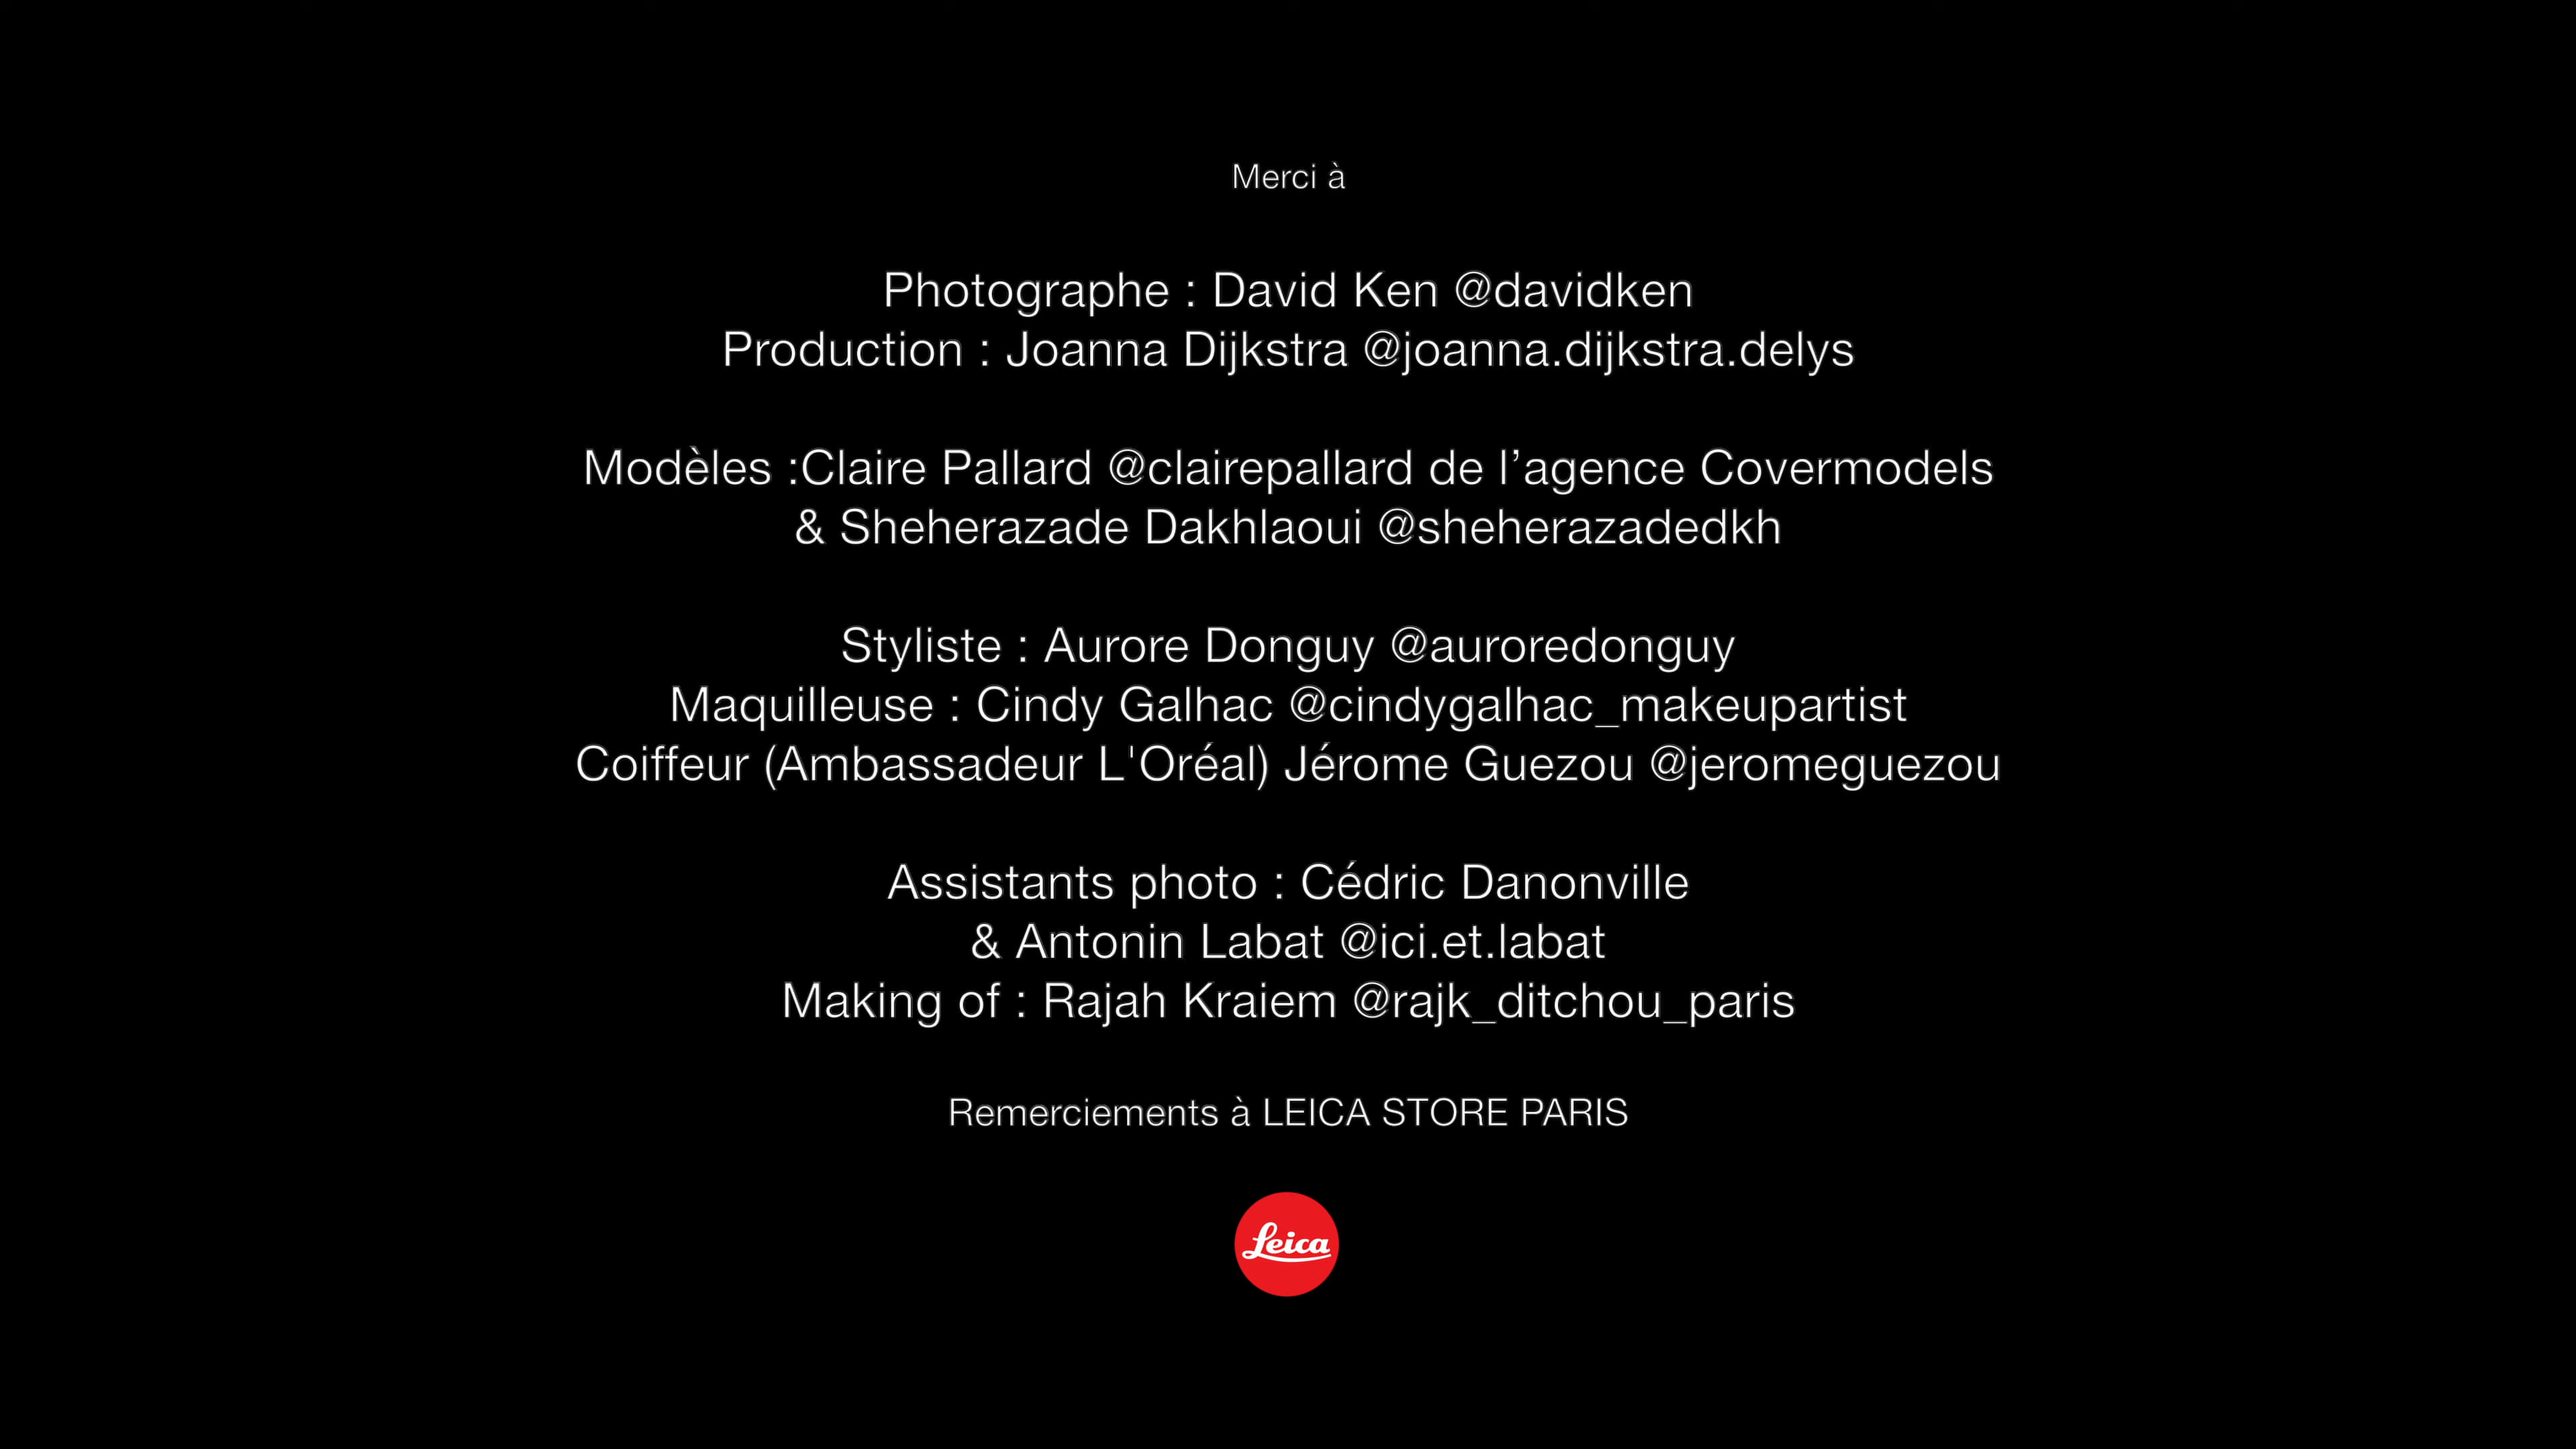 Merci à
Photographe : David Ken @davidken
Production : Joanna Dijkstra @joanna.dijkstra.delys
Modèles :Claire Pallard @clairepallard de l’agence Covermodels
& Sheherazade Dakhlaoui @sheherazadedkh
Styliste : Aurore Donguy @auroredonguy
Maquilleuse : Cindy Galhac @cindygalhac_makeupartist
Coiffeur (Ambassadeur L'Oréal) Jérome Guezou @jeromeguezou
Assistants photo : Cédric Danonville
& Antonin Labat @ici.et.labat
Making of : Rajah Kraiem @rajk_ditchou_paris
Remerciements à LEICA STORE PARIS
Leica